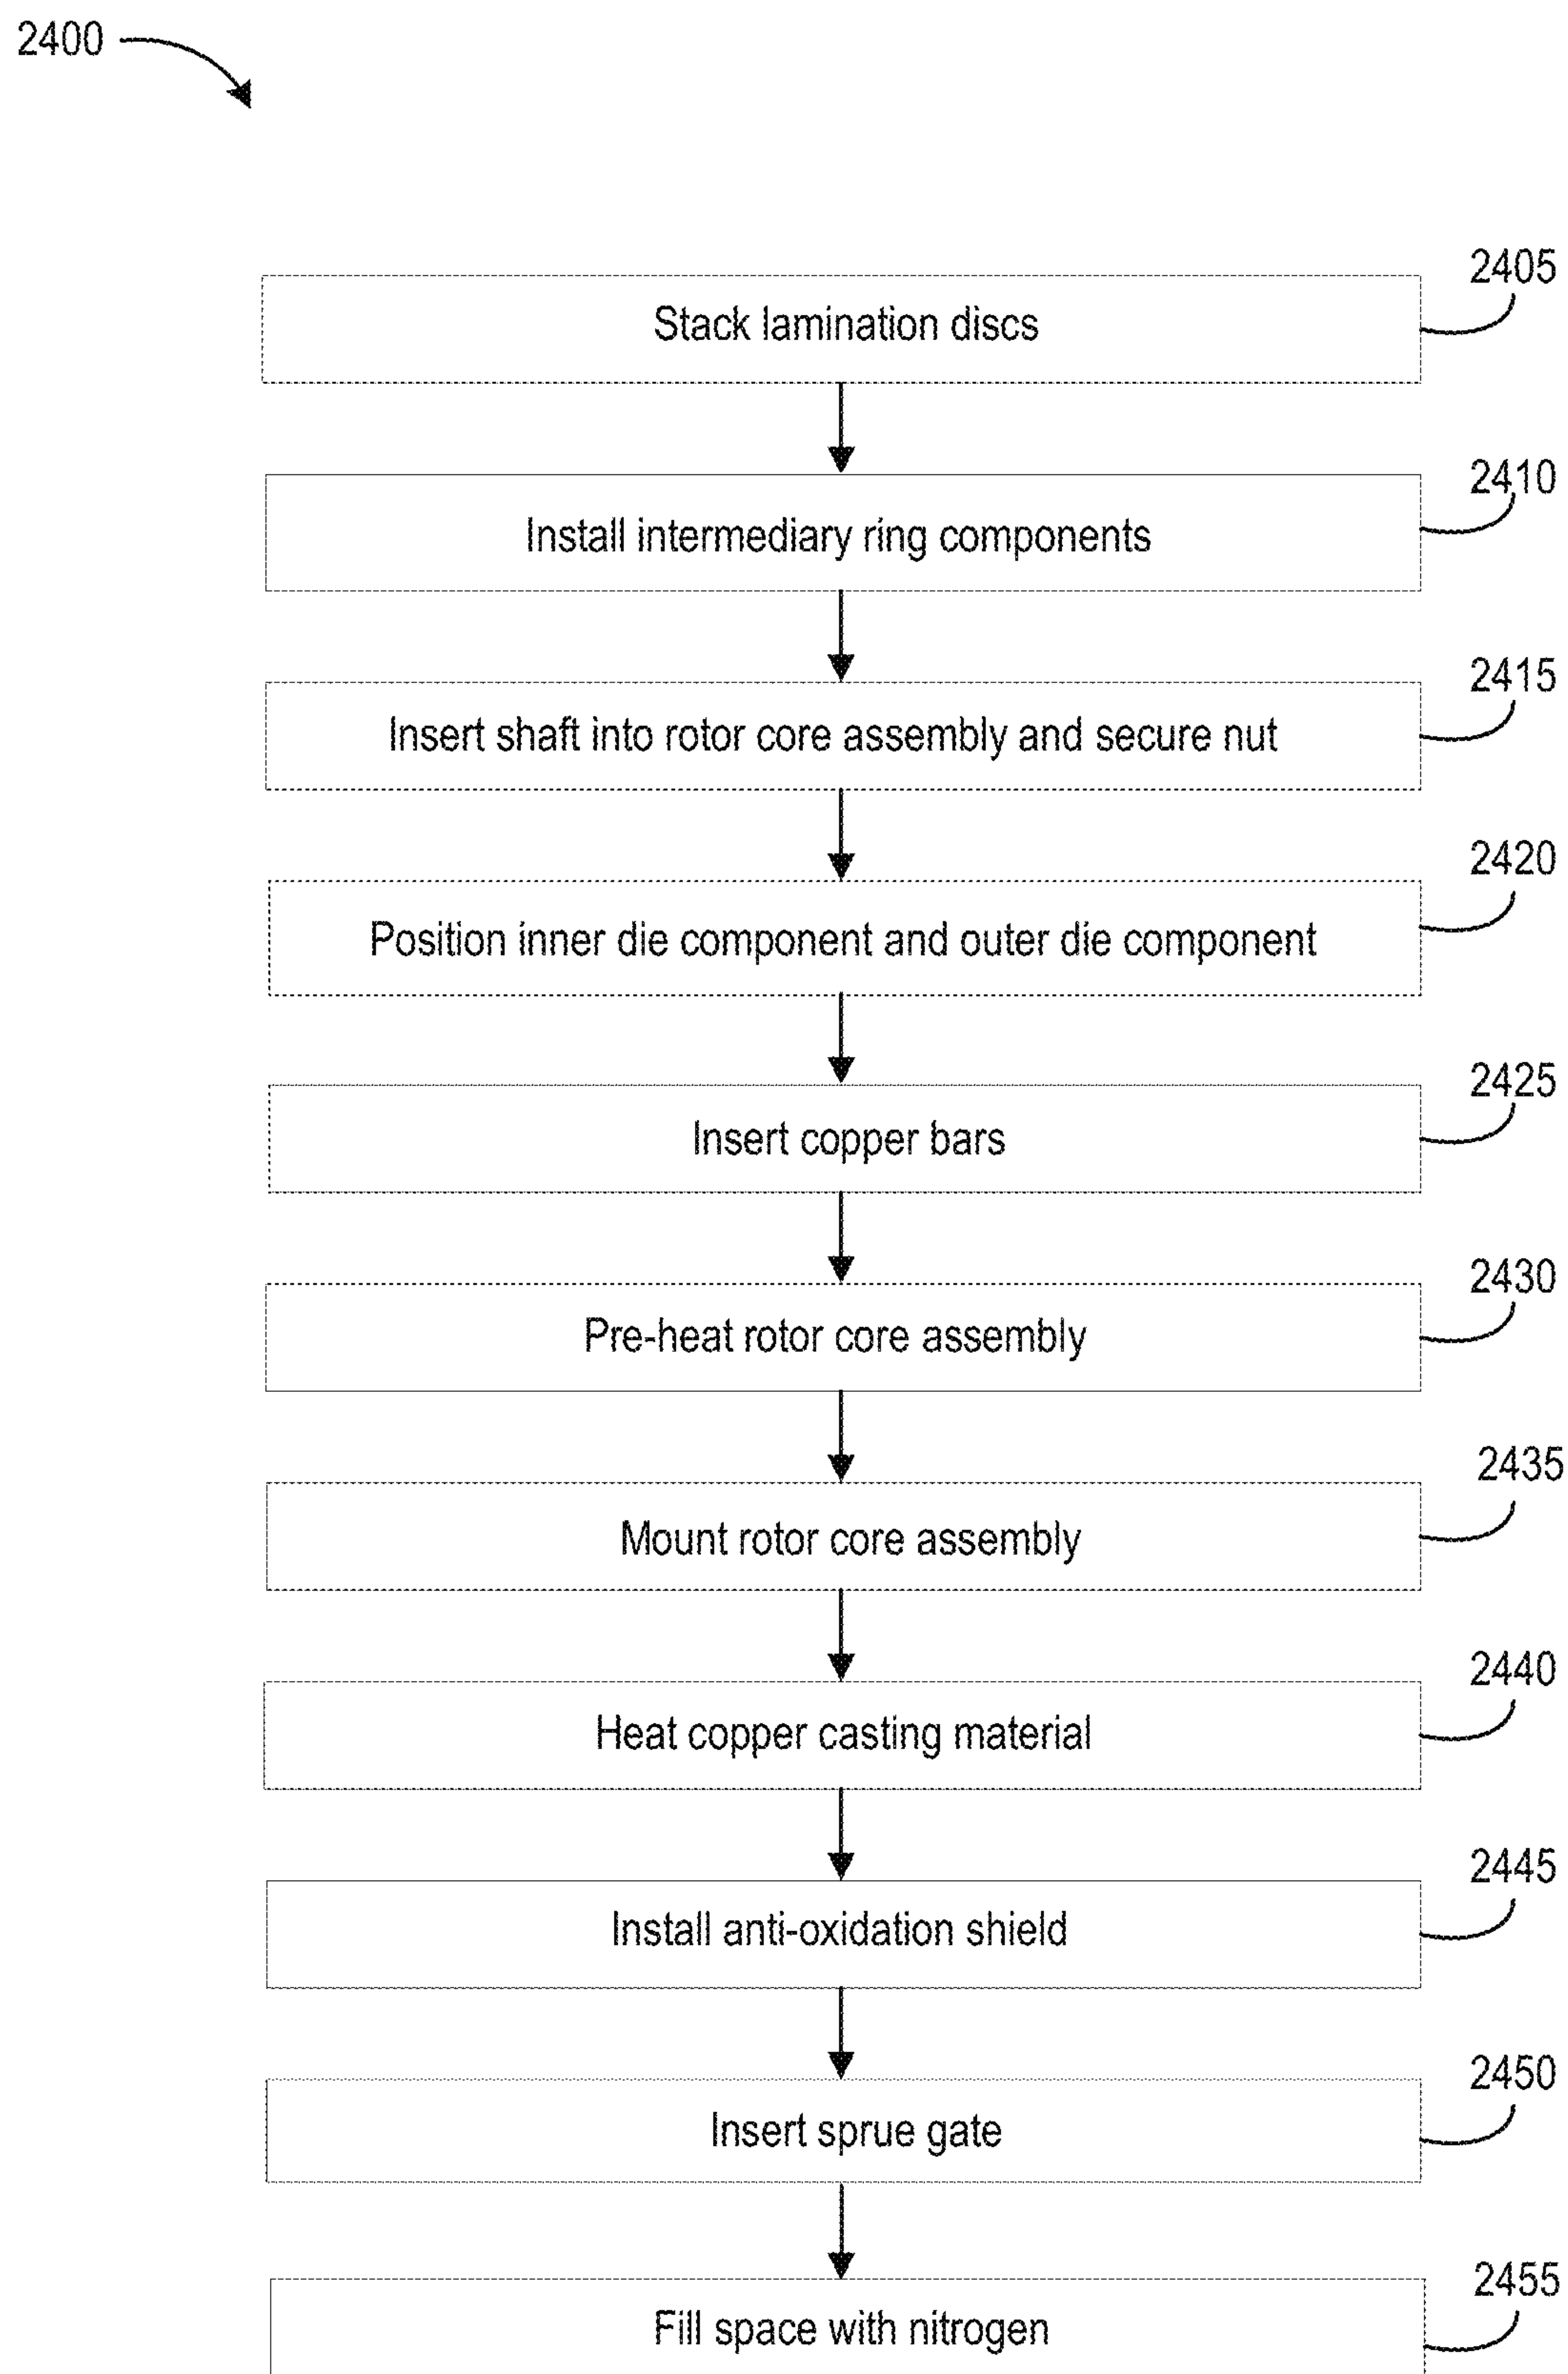 2400
2405
Stack lamination discs
2410
Install intermediary ring components
2415
Insert shaft into rotor core assembly and secure nut
2420
Position inner die component and outer die component
2425
Insert copper bars
2430
Pre-heat rotor core assembly
2435
Mount rotor core assembly
2440
Heat copper casting material
2445
Install anti-oxidation shield
2450
Insert sprue gate
2455
Fill space with nitrogen